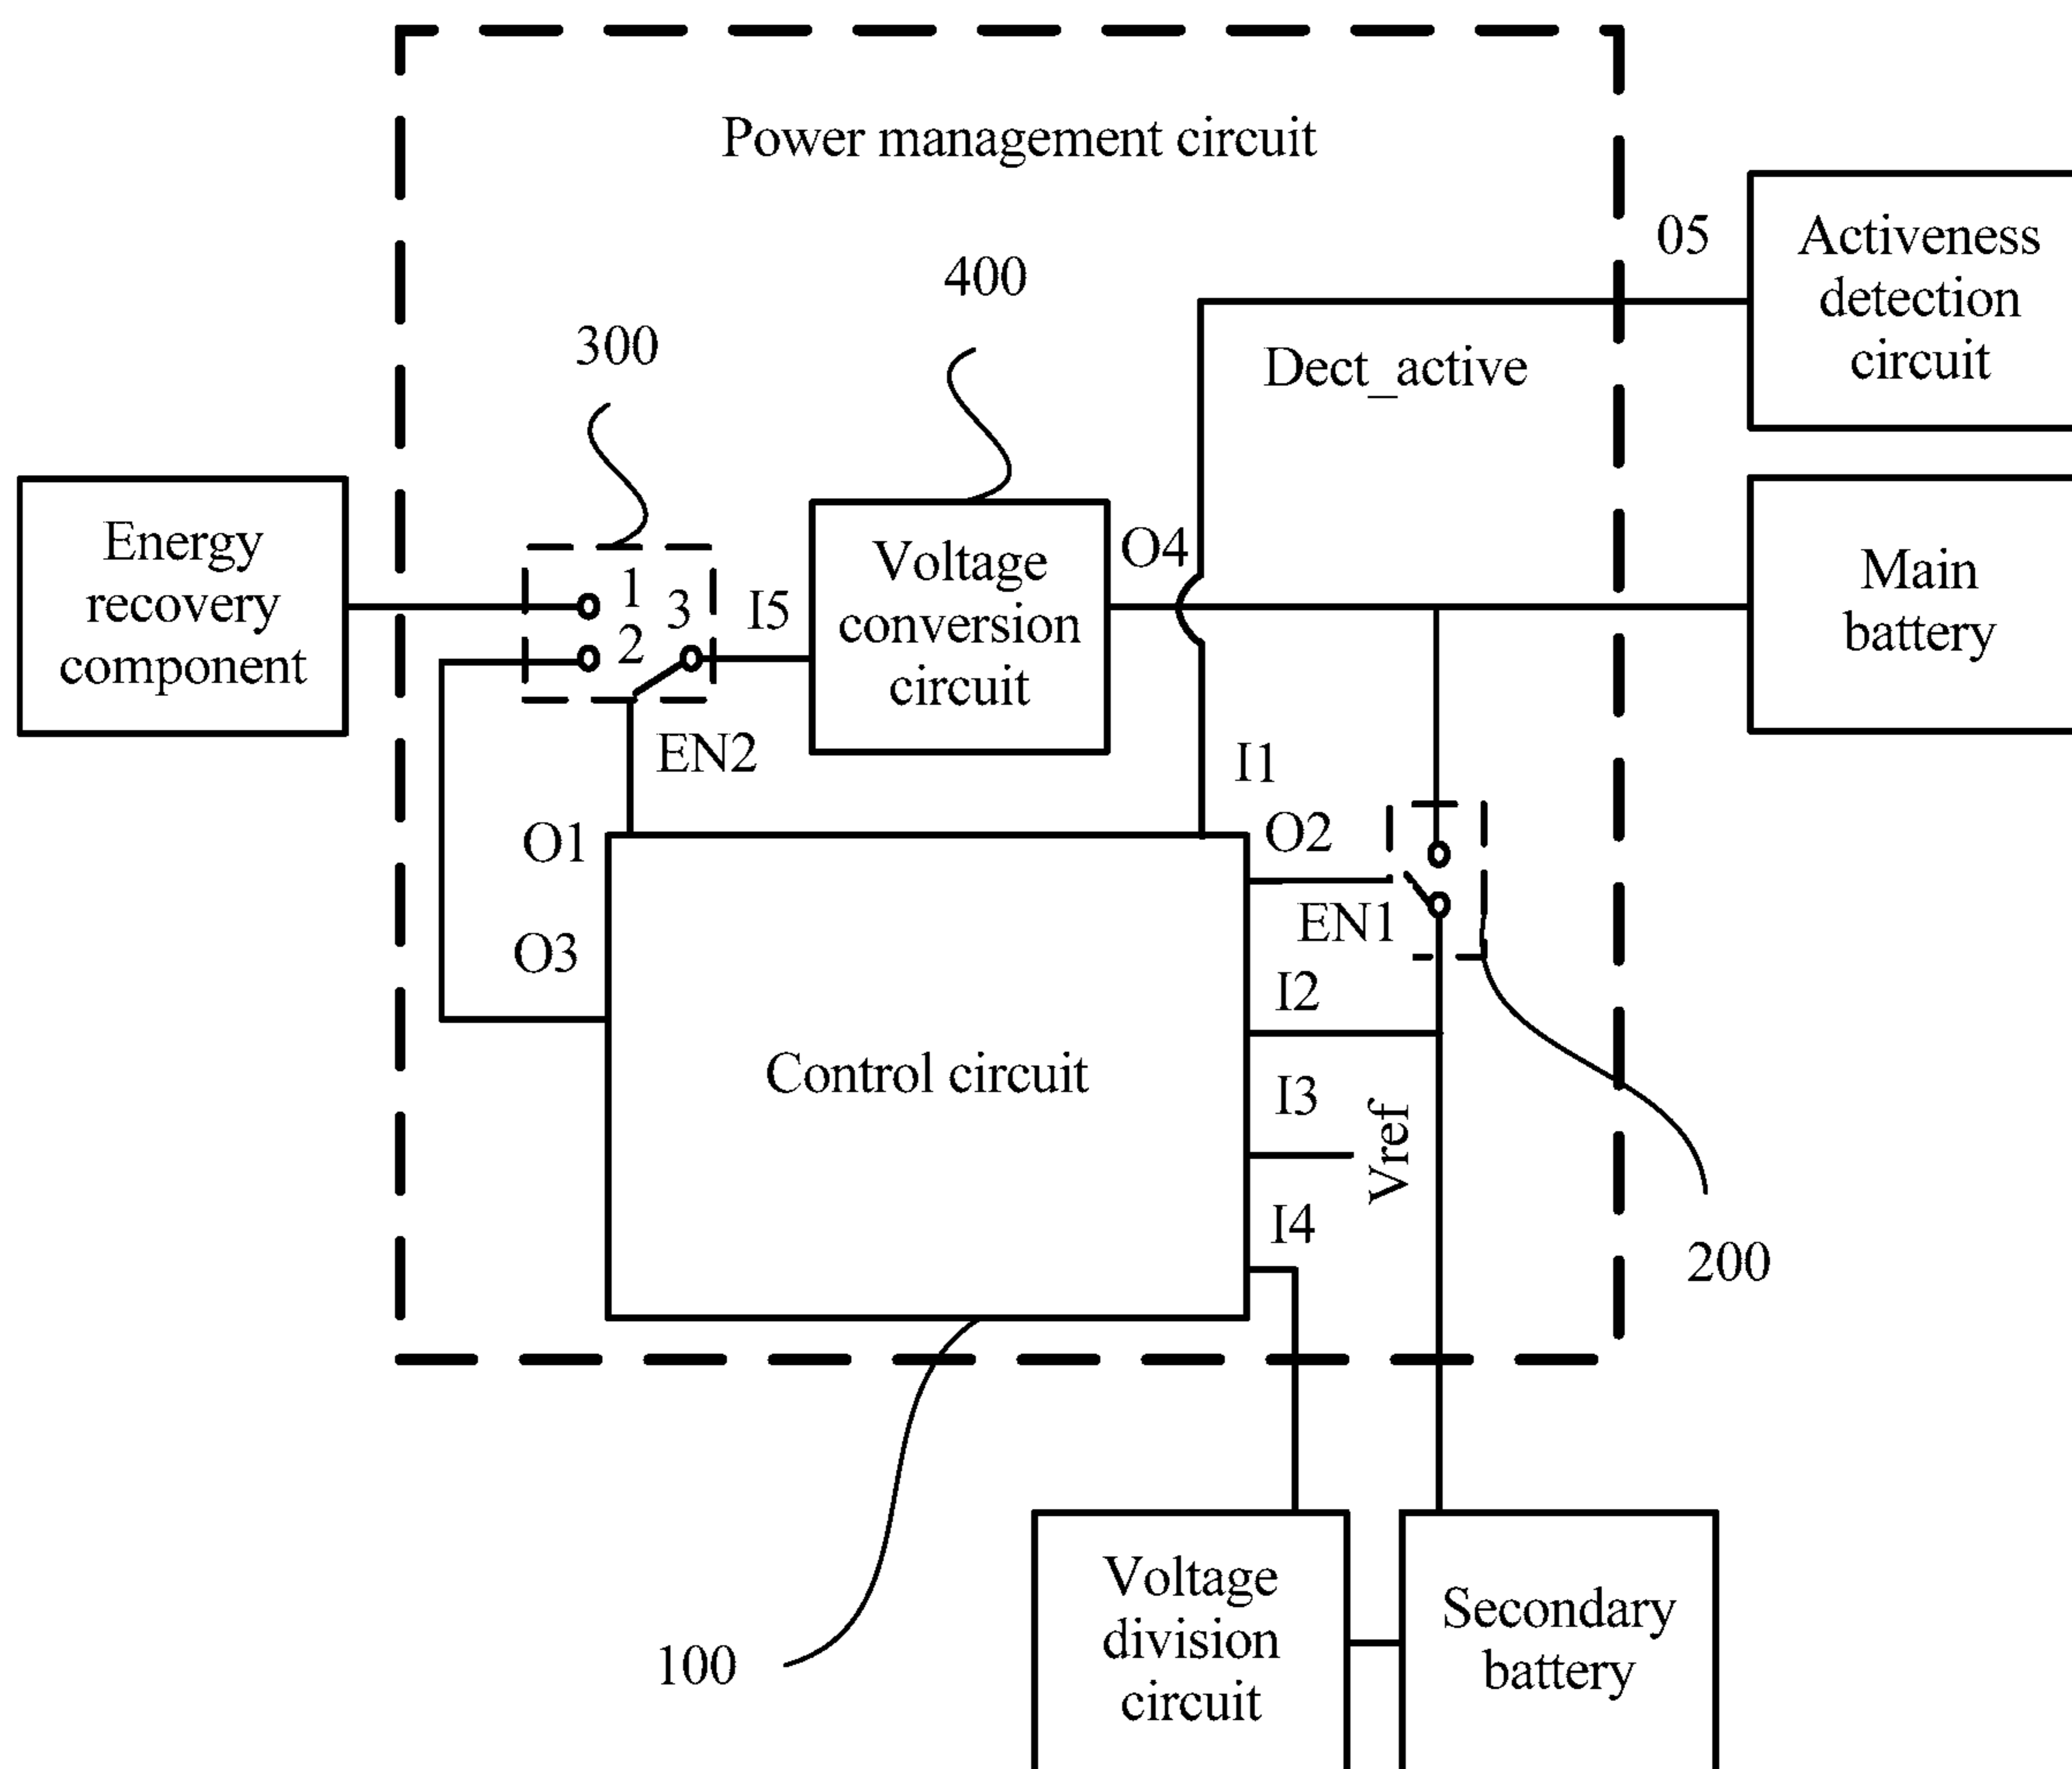 Power management circuit
05
Activeness
detection
circuit
400
300
Dect_active
Energy
recovery
component
1
2
3
I5
Voltage
conversion
circuit
O4
Main
battery
EN2
I1
O1
O2
EN1
O3
I2
Control circuit
I3
Vref
I4
200
100
Voltage
division
circuit
Secondary
battery